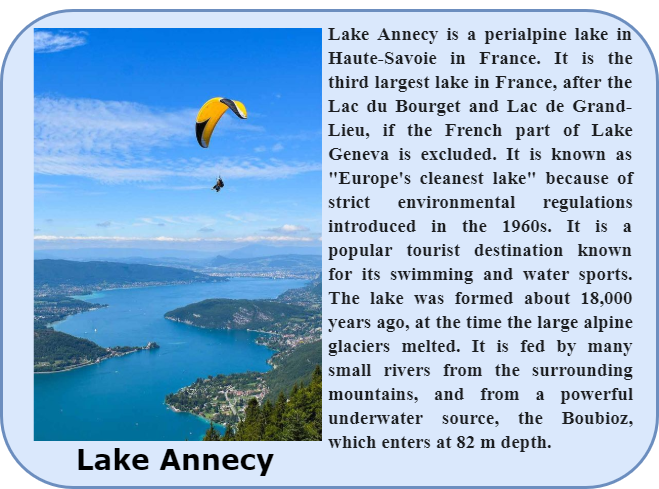 Lake Annecy is a perialpine lake in
Haute-Savoie in France. It is the
third largest lake in France, after the
Lac du Bourget and Lac de Grand-
Lieu, if the French part of Lake
Geneva is excluded. It is known as
"Europe's cleanest lake" because of
strict environmental regulations
introduced in the 1960s. It is a
popular tourist destination known
for its swimming and water sports.
The lake was formed about 18,000
years ago, at the time the large alpine
glaciers melted. It is fed by many
small rivers from the surrounding
mountains, and from a powerful
underwater source, the Boubioz,
which enters at 82 m depth.
Lake Annecy